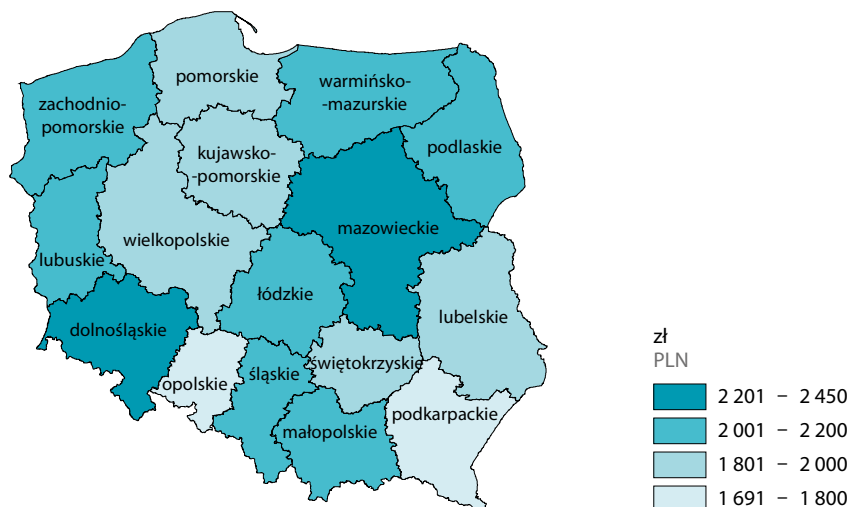 pomorskie
warmińsko-
-mazurskie
zachodnio-
pomorskie
podlaskie
kujawsko-
-pomorskie
mazowieckie
wielkopolskie
lubuskie
łódzkie
lubelskie
dolnośląskie
świętokrzyskie
śląskie
opolskie
podkarpackie
małopolskie
zł
PLN
2 201 – 2 450
2 001 – 2 200
1 801 – 2 000
1 691 – 1 800